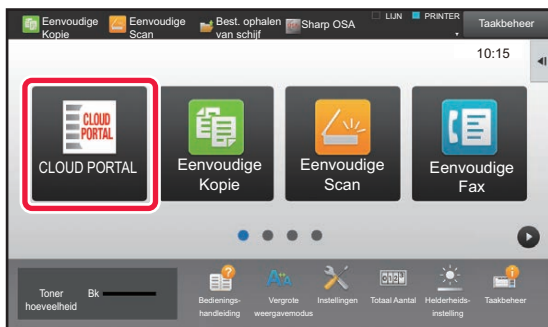 Eenvoudige Kopie
Eenvoudige Scan
Best. ophalen van schijf
Sharp OSA
LIJN
PRINTER
Taakbeheer
10:15
CLOUD PORTAL
CLOUD PORTAL
Eenvoudige Kopie
Eenvoudige Scan
Eenvoudige Fax
Toner hoeveelheid
Bk
Bedienings-
handleiding
Vergrote
weergavemodus
Instellingen
Totaal Aantal
Helderheids-
instelling
Taakbeheer